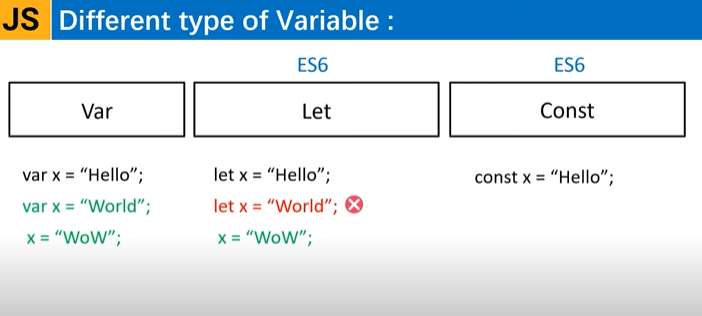 JS Different type of Variable :
ES6 ES6
Var Let Const
var x = “Hello”; let x = “Hello”; const x = “Hello”;
var x = “World”; let x = “World”;
x = “WoW”; x = “WoW”;